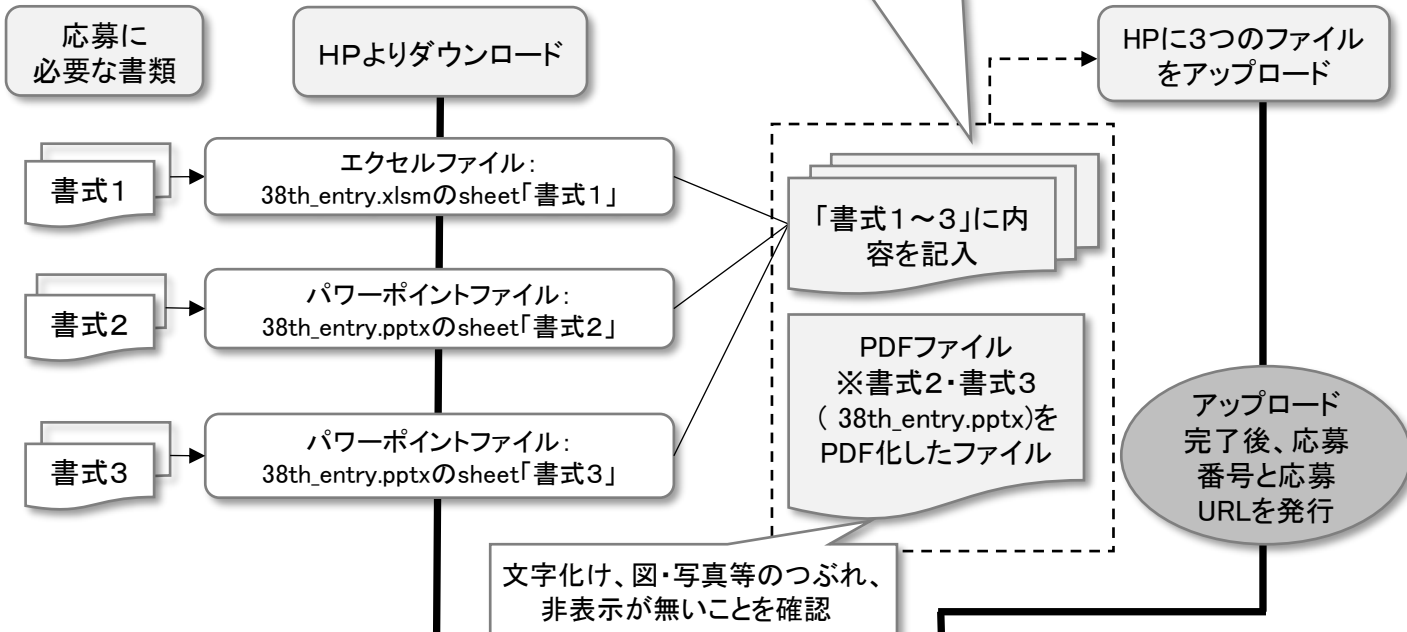 応募に
必要な書類
HPよりダウンロード
HPに3つのファイル
をアップロード
書式1
エクセルファイル:
38th_entry.xlsmのsheet「書式1」
書式2
パワーポイントファイル:
38th_entry.pptxのsheet「書式2」
書式3
パワーポイントファイル:
38th_entry.pptxのsheet「書式3」
「書式1~3」に内
容を記入
PDFファイル
※書式2・書式3
( 38th_entry.pptx)を
PDF化したファイル
文字化け、図・写真等のつぶれ、
非表示が無いことを確認
アップロード
完了後、応募
番号と応募
URLを発行